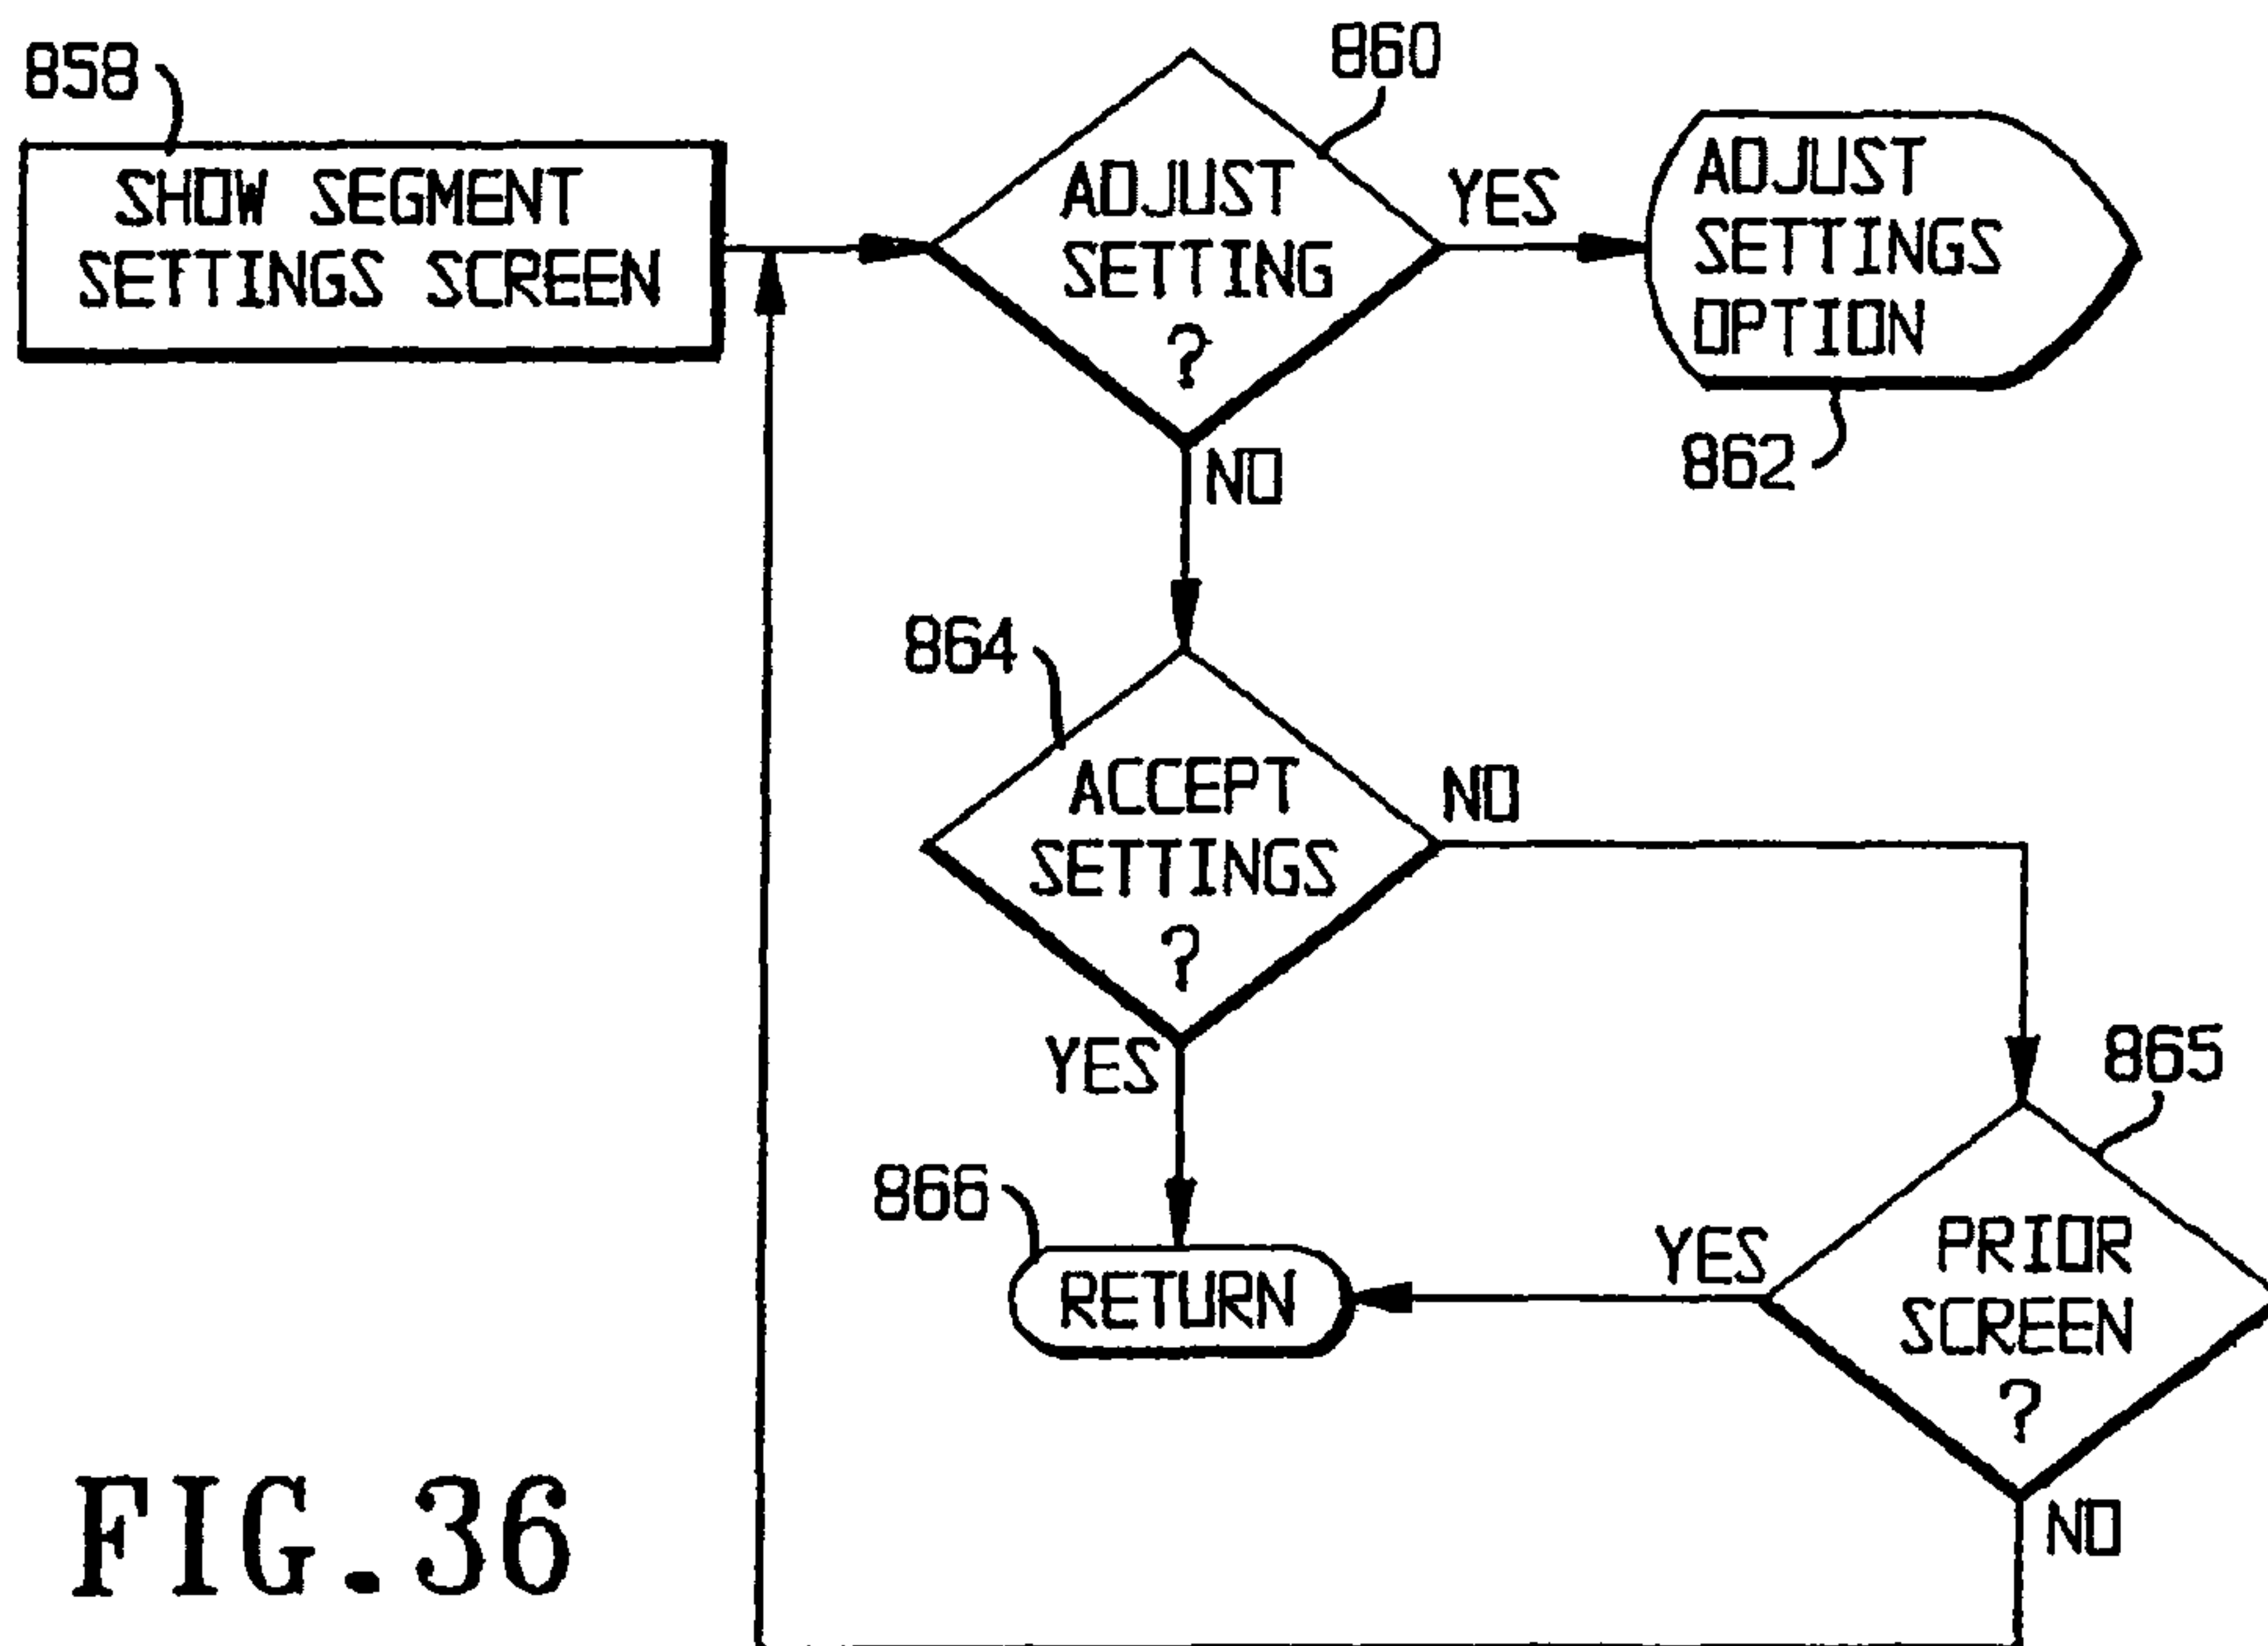 858
SHOW SEGMENT
SETTINGS SCREEN
860
ADJUST
SETTING
?
YES
ADJUST
SETTINGS
OPTION
862
NO
864
ACCEPT
SETTINGS
?
NO
YES
865
866
RETURN
YES
PRIOR
SCREEN
?
NO
FIG. 36